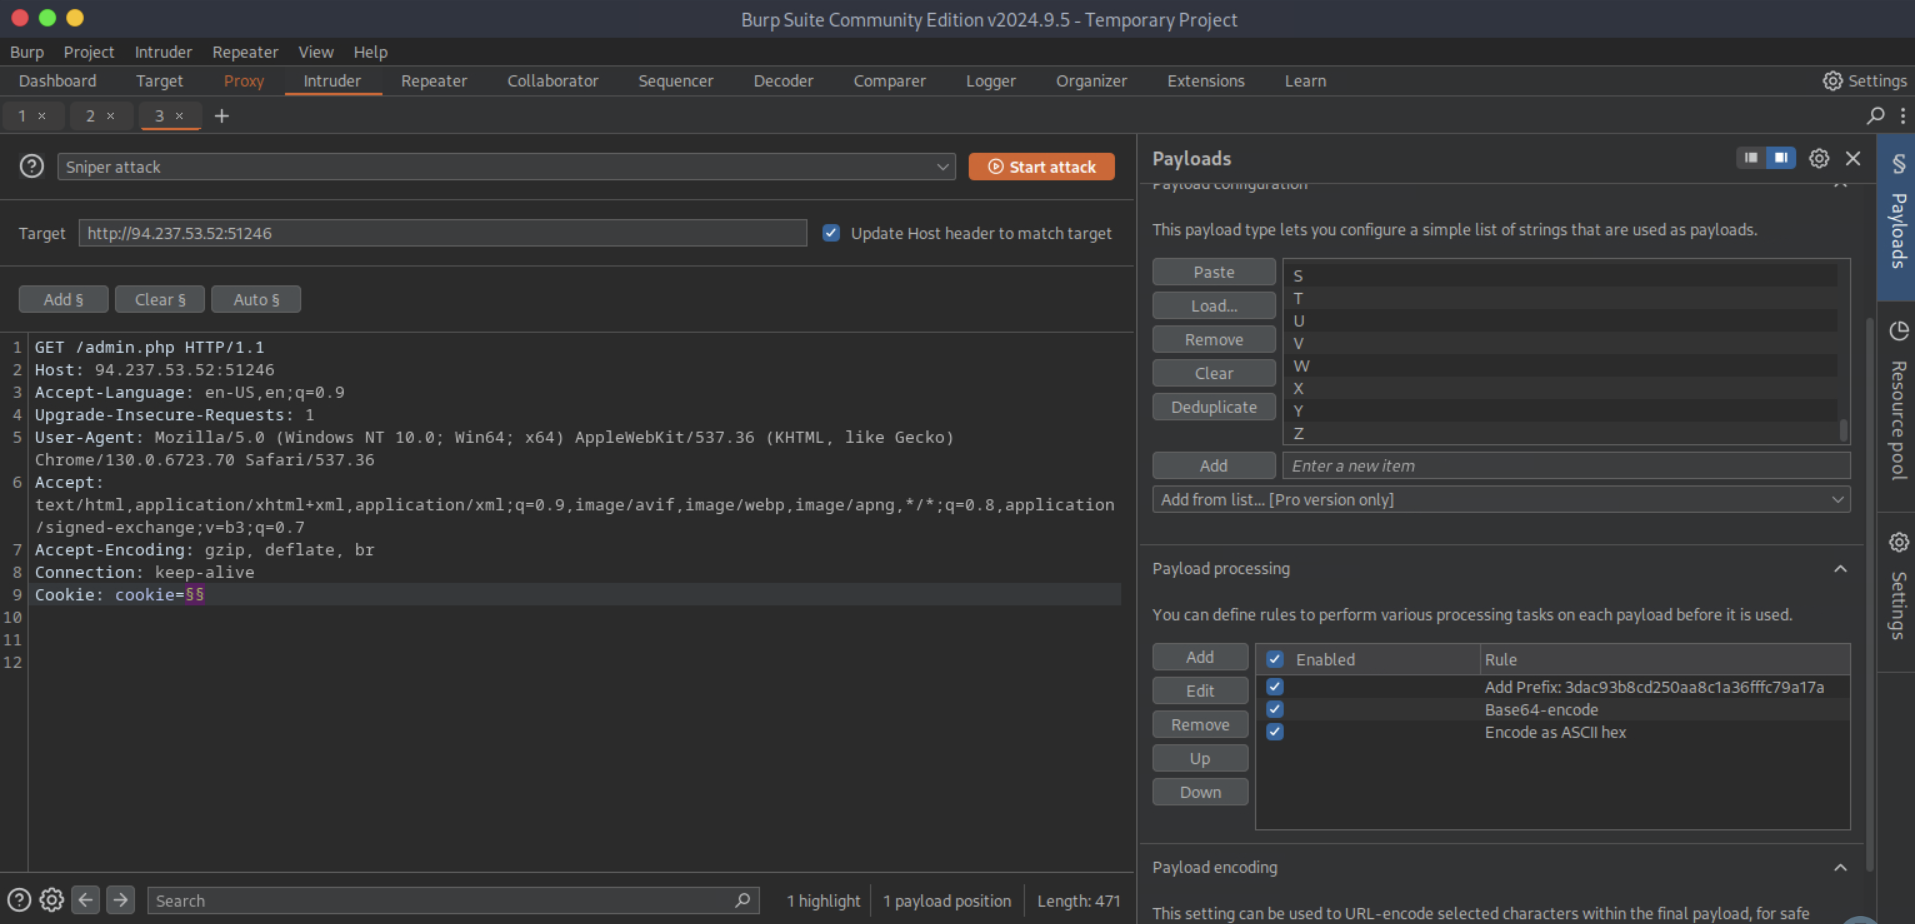 Burp Suite Community Edition v2024.9.5 - Temporary Project
Burp Project Intruder Repeater View Help
Dashboard Target Proxy Intruder Repeater Collaborator Sequencer Decoder Comparer Logger Organizer Extensions Learn Settings
1 × 2 × 3 × +
Sniper attack
Start attack
Target http://94.237.53.52:51246
Update Host header to match target
Add § Clear § Auto §
1 GET /admin.php HTTP/1.1
2 Host: 94.237.53.52:51246
3 Accept-Language: en-US,en;q=0.9
4 Upgrade-Insecure-Requests: 1
5 User-Agent: Mozilla/5.0 (Windows NT 10.0; Win64; x64) AppleWebKit/537.36 (KHTML, like Gecko)
Chrome/130.0.6723.70 Safari/537.36
6 Accept:
text/html,application/xhtml+xml,application/xml;q=0.9,image/avif,image/webp,image/apng,*/*;q=0.8,application
/signed-exchange;v=b3;q=0.7
7 Accept-Encoding: gzip, deflate, br
8 Connection: keep-alive
9 Cookie: cookie=§§
10
11
12
Search
1 highlight
1 payload position
Length: 471
Payloads
Payload configuration
This payload type lets you configure a simple list of strings that are used as payloads.
Paste
Load...
Remove
Clear
Deduplicate
S
T
U
V
W
X
Y
Z
Add
Enter a new item
Add from list... [Pro version only]
Payload processing
You can define rules to perform various processing tasks on each payload before it is used.
Add
Edit
Remove
Up
Down
Enabled Rule
Add Prefix: 3dac93b8cd250aa8c1a36fffc79a17a
Base64-encode
Encode as ASCII hex
Payload encoding
This setting can be used to URL-encode selected characters within the final payload, for safe
§ Payloads
Resource pool
Settings